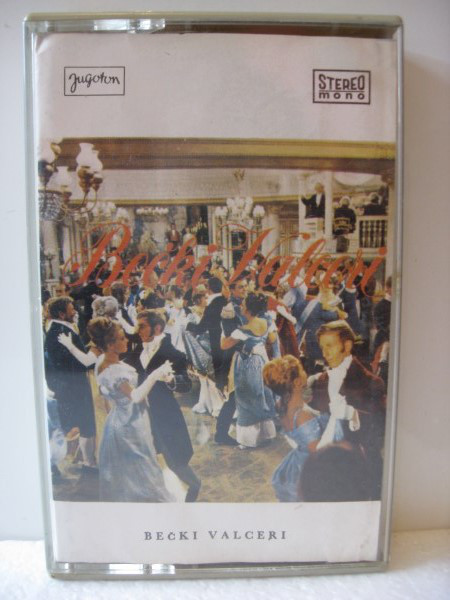 Jugoton
STEREO
mono
Bečki Valceri
BEČKI VALCERI